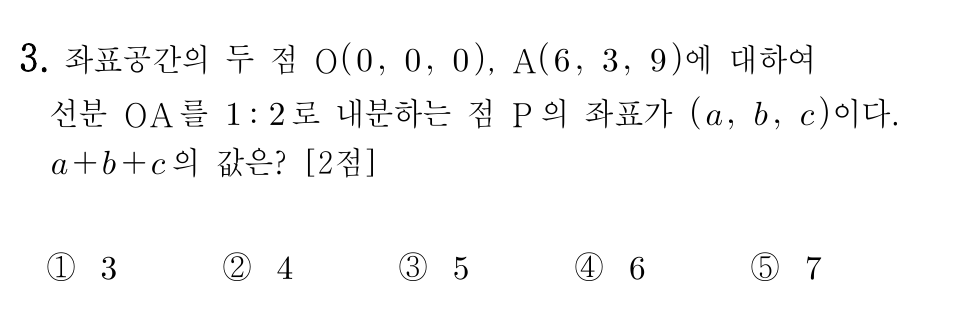 3. 좌표공간의 두 점 O(0, 0, 0), A(6, 3, 9)에 대하여
선분 OA를 1 : 2로 내분하는 점 P의 좌표가 (a, b, c)이다.
a+b+c의 값은? [2점]
① 3 ② 4 ③ 5 ④ 6 ⑤ 7